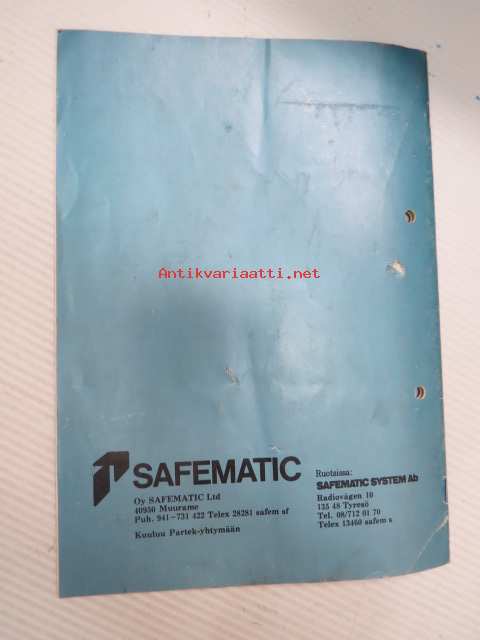 Antikvariaatti.net
SAFEMATIC
Oy SAFEMATIC Ltd
40950 Muurame
Puh. 941-731 422 Telex 28281 safem sf
Kuuluu Partek-yhtymään
Ruotsissa:
SAFEMATIC SYSTEM Ab
Radiovägen 10
135 48 Tyresö
Tel. 08/712 01 70
Telex 13460 safem s